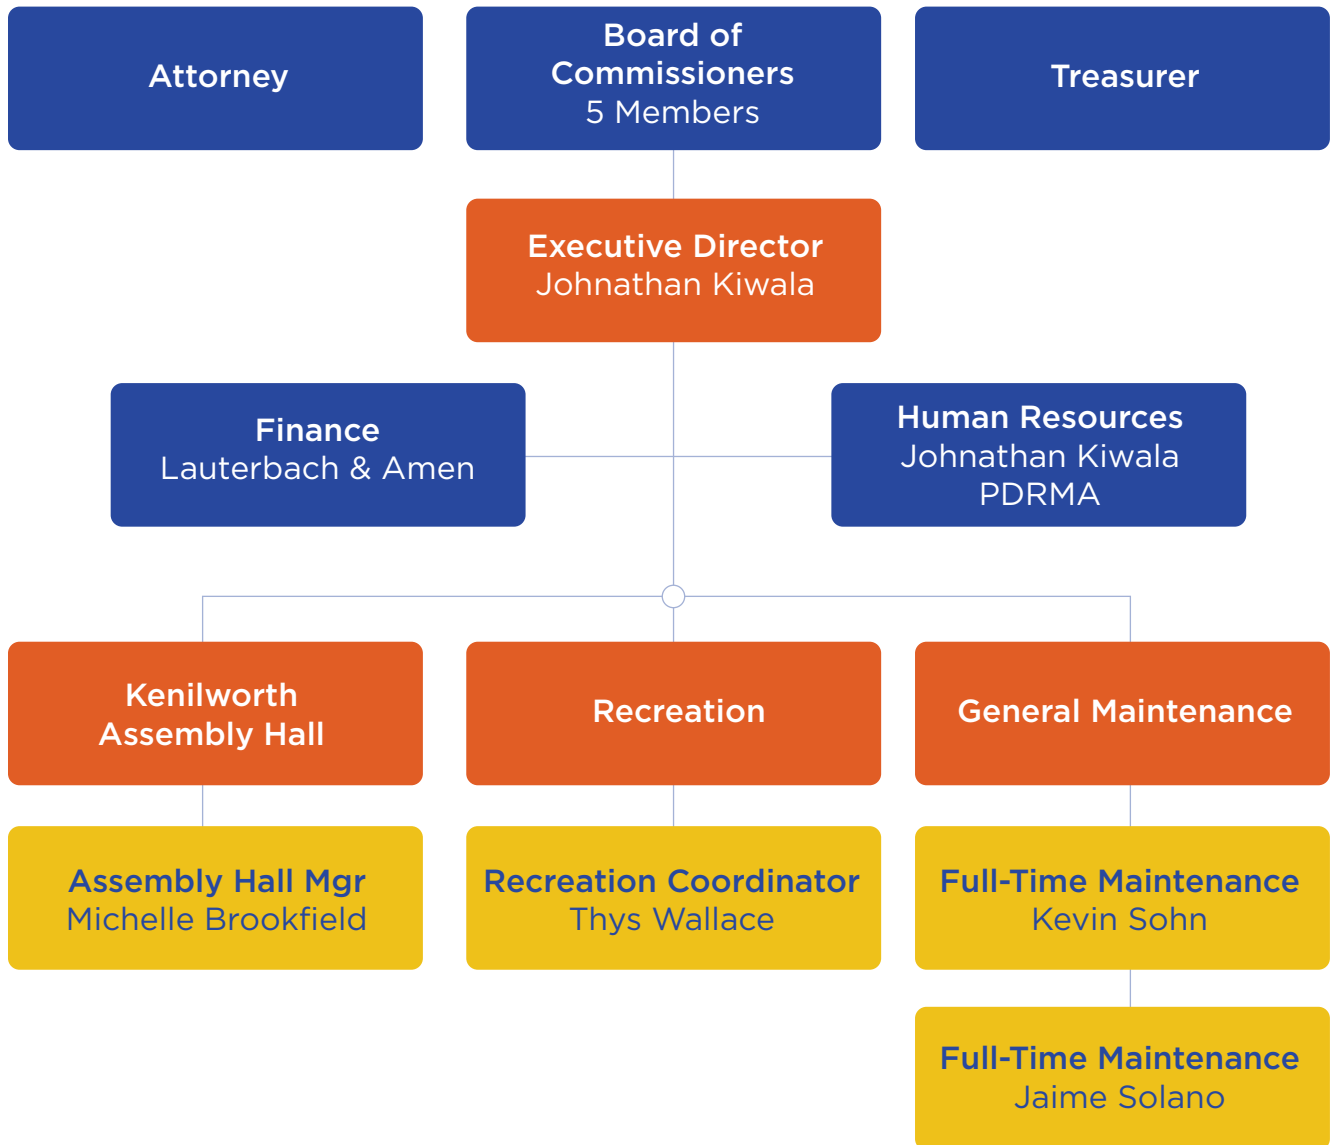 Attorney
Board of
Commissioners
5 Members
Treasurer
Executive Director
Johnathan Kiwala
Finance
Lauterbach & Amen
Human Resources
Johnathan Kiwala
PDRMA
Kenilworth
Assembly Hall
Recreation
General Maintenance
Assembly Hall Mgr
Michelle Brookfield
Recreation Coordinator
Thys Wallace
Full-Time Maintenance
Kevin Sohn
Full-Time Maintenance
Jaime Solano